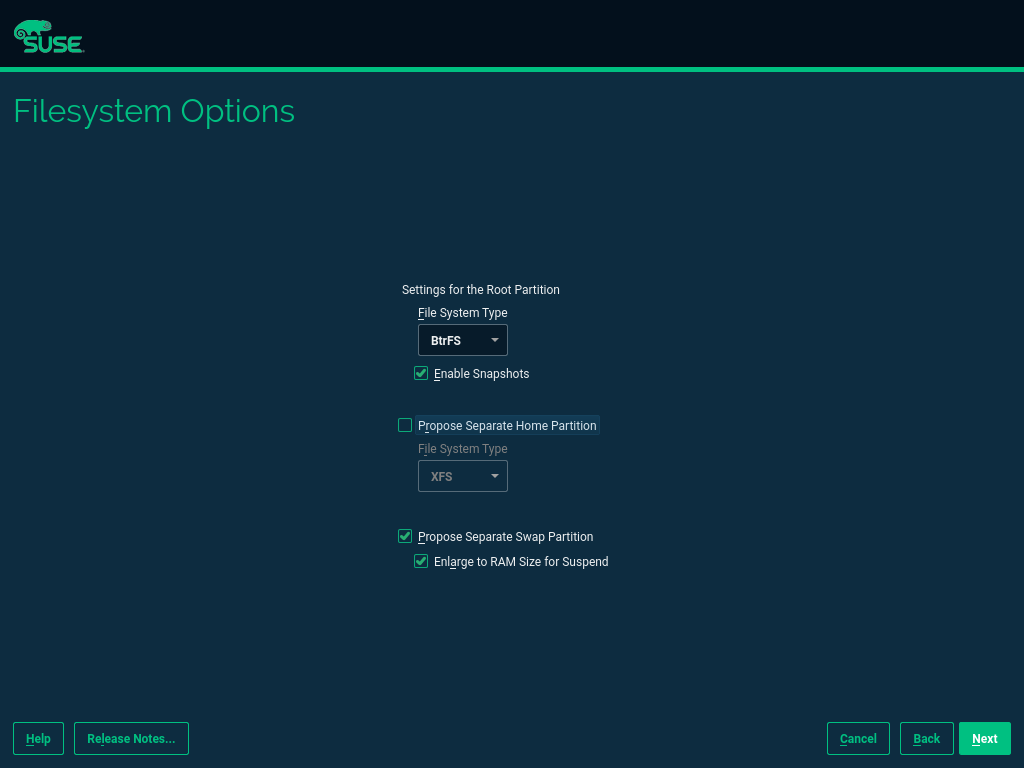 SUSE
Filesystem Options
Settings for the Root Partition
File System Type
BtrFS
Enable Snapshots
Propose Separate Home Partition
File System Type
XFS
Propose Separate Swap Partition
Enlarge to RAM Size for Suspend
Help Release Notes... Cancel Back Next